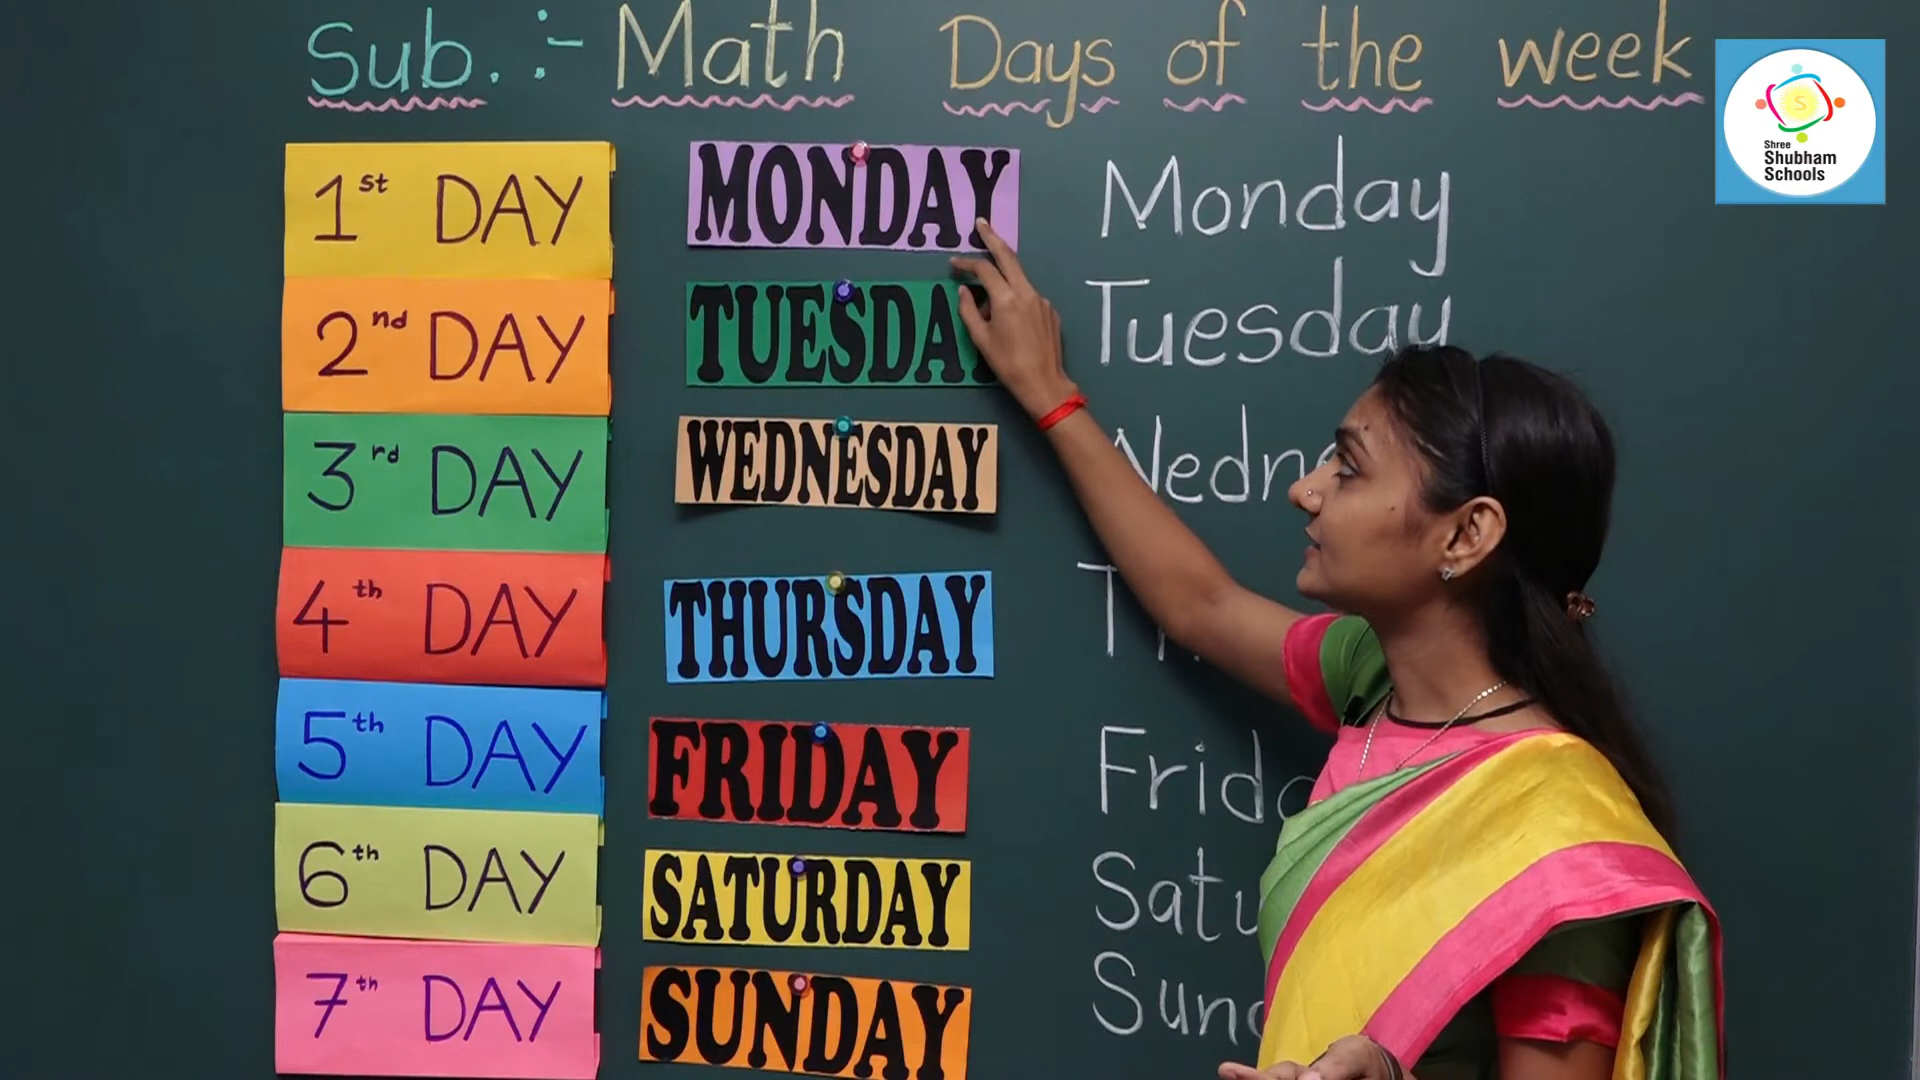 Sub. :- Math Days of the week
Shree
Shubham
Schools
1st DAY MONDAY Monday
2nd DAY TUESDAY Tuesday
3rd DAY WEDNESDAY
4th DAY THURSDAY
5th DAY FRIDAY
6th DAY SATURDAY
7th DAY SUNDAY